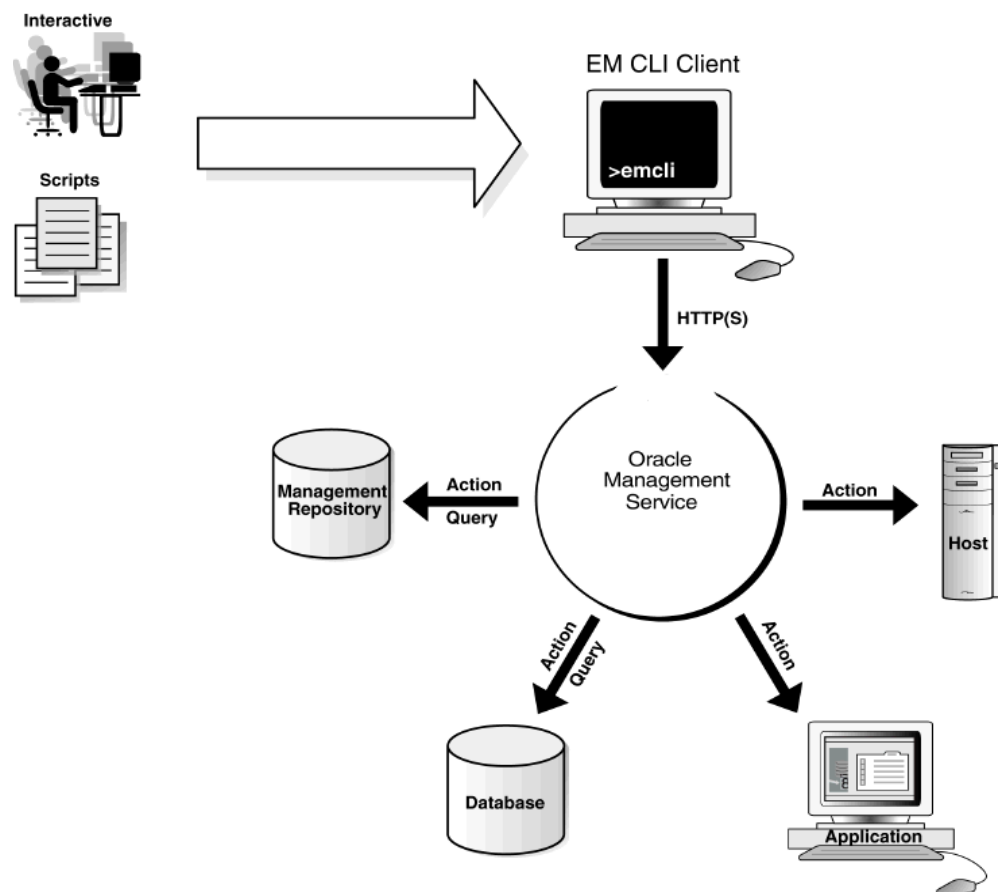 Interactive
EM CLI Client
>emcli
Scripts
HTTP(S)
Oracle
Management
Service
Management
Repository
Action
Query
Action
Host
Action
Query
Action
Database
Application